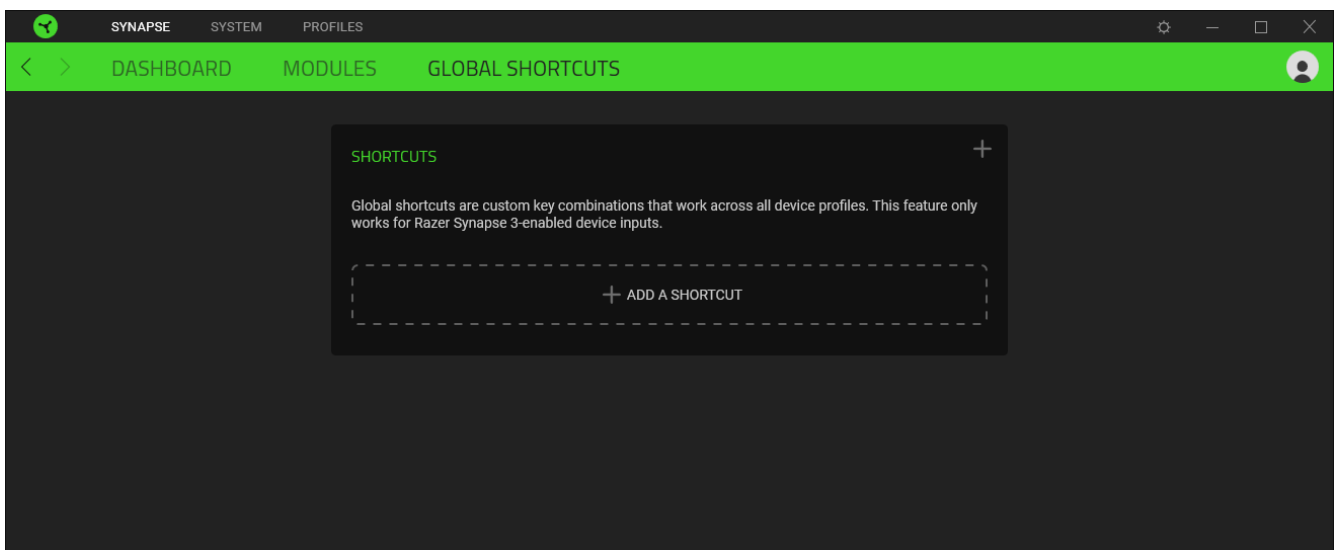 SYNAPSE SYSTEM PROFILES
DASHBOARD MODULES GLOBAL SHORTCUTS
SHORTCUTS
Global shortcuts are custom key combinations that work across all device profiles. This feature only
works for Razer Synapse 3-enabled device inputs.
ADD A SHORTCUT